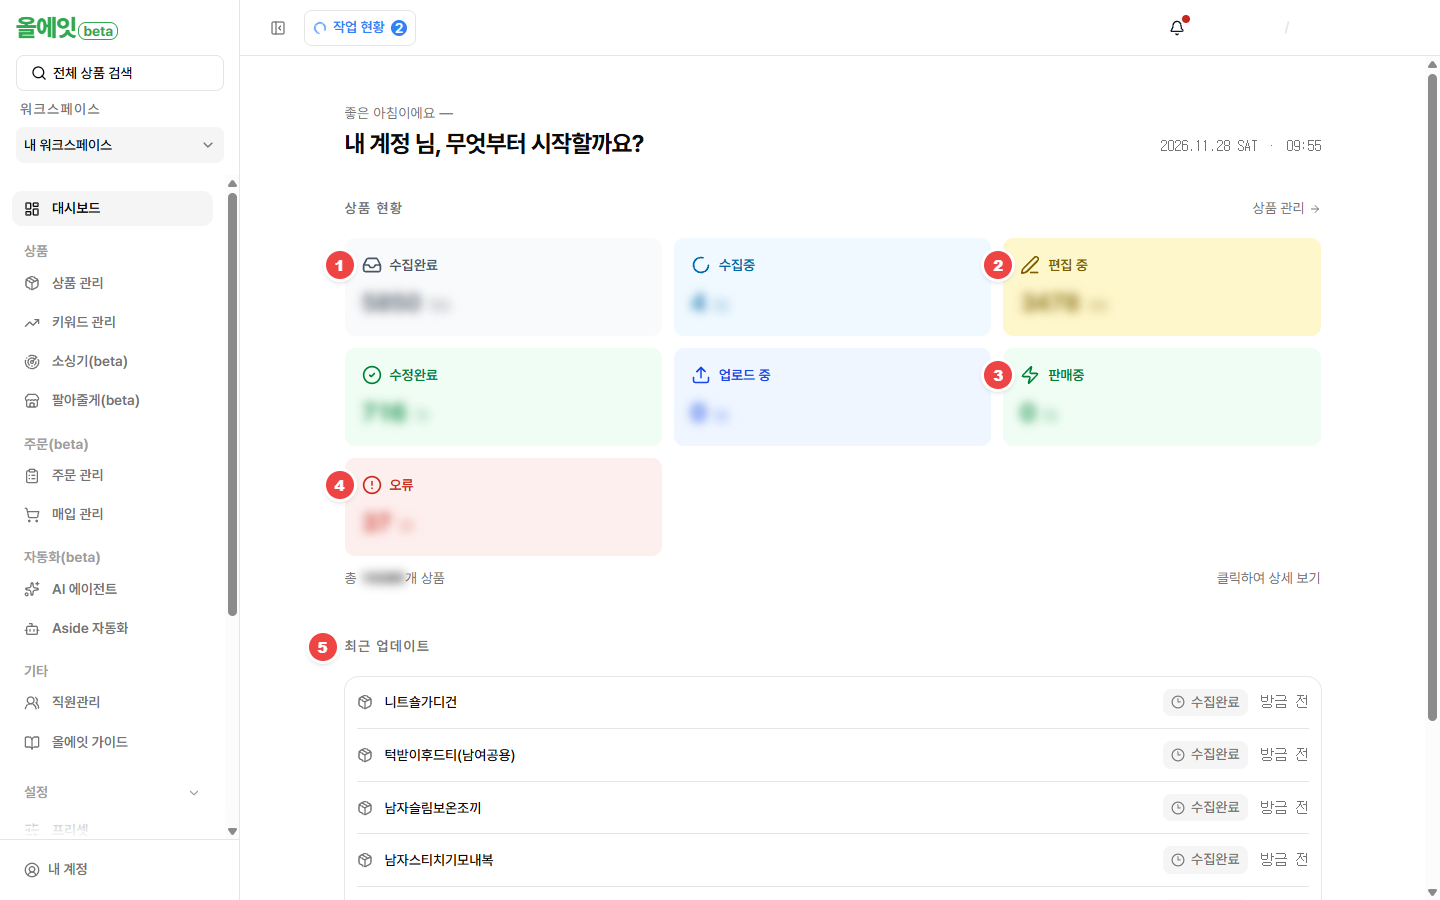 올에잇 beta
전체 상품 검색
워크스페이스
내 워크스페이스
대시보드
상품
상품 관리
키워드 관리
소싱기(beta)
팔아줄게(beta)
주문(beta)
주문 관리
매입 관리
자동화(beta)
AI 에이전트
Aside 자동화
기타
직원관리
올에잇 가이드
설정
프리셋
내 계정
작업 현황 2
/
좋은 아침이에요 —
내 계정 님, 무엇부터 시작할까요?
2026.11.28 SAT · 09:55
상품 현황
상품 관리 →
1 수집완료
수집중
2 편집 중
수정완료
업로드 중
3 판매중
4 오류
총 개 상품
클릭하여 상세 보기
5 최근 업데이트
니트숄가디건 수집완료 방금 전
턱받이후드티(남여공용) 수집완료 방금 전
남자슬림보온조끼 수집완료 방금 전
남자스티치기모내복 수집완료 방금 전